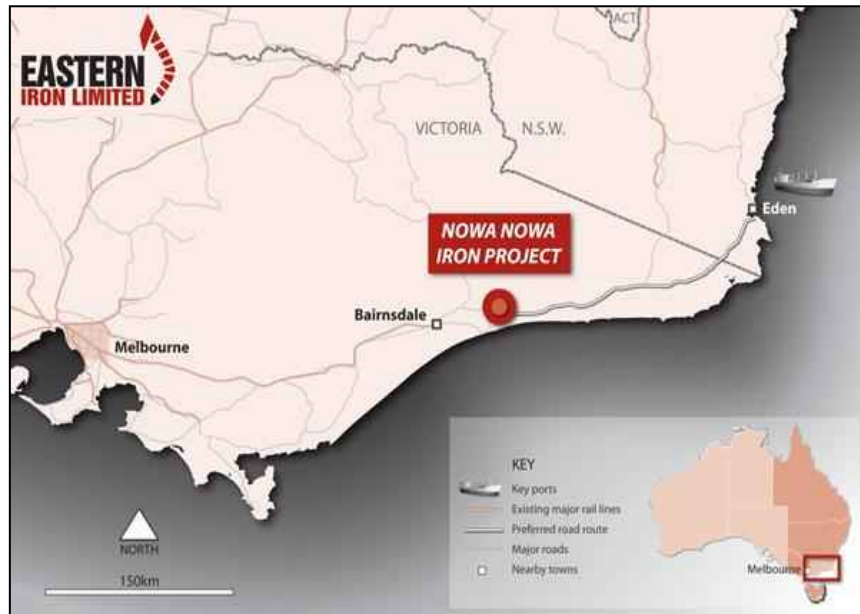 EASTERN
IRON LIMITED
ACT
VICTORIA
N.S.W.
Eden
NOWA NOWA
IRON PROJECT
Bairnsdale
Melbourne
KEY
Key ports
Existing major rail lines
Preferred road route
Major roads
Nearby towns
Melbourne
NORTH
150km